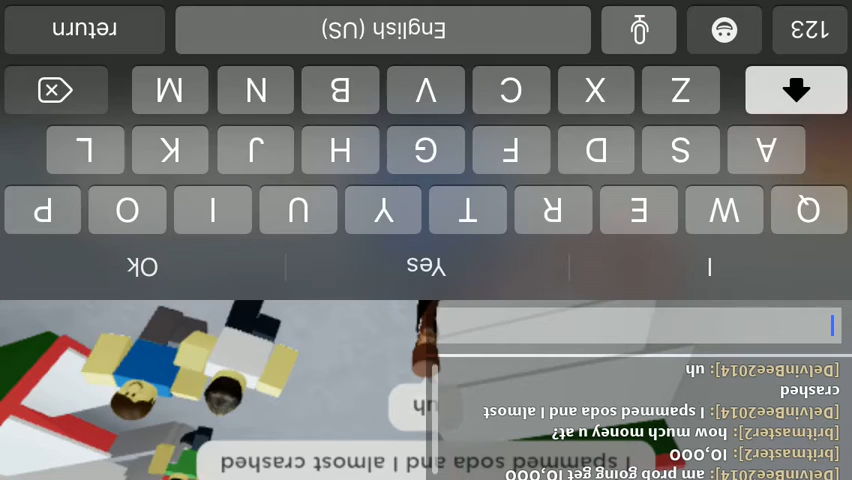 [DelvinBee2014]: am prob going get 10,000
[britmaster2]: 10,000
[britmaster2]: how much money u at?
[DelvinBee2014]: I spammed soda and I almost
crashed
[DelvinBee2014]: uh
I spammed soda and I almost crashed
uh
I
Yes
Ok
Q W E R T Y U I O P
A S D F G H J K L
Z X C V B N M
123
English (US)
return